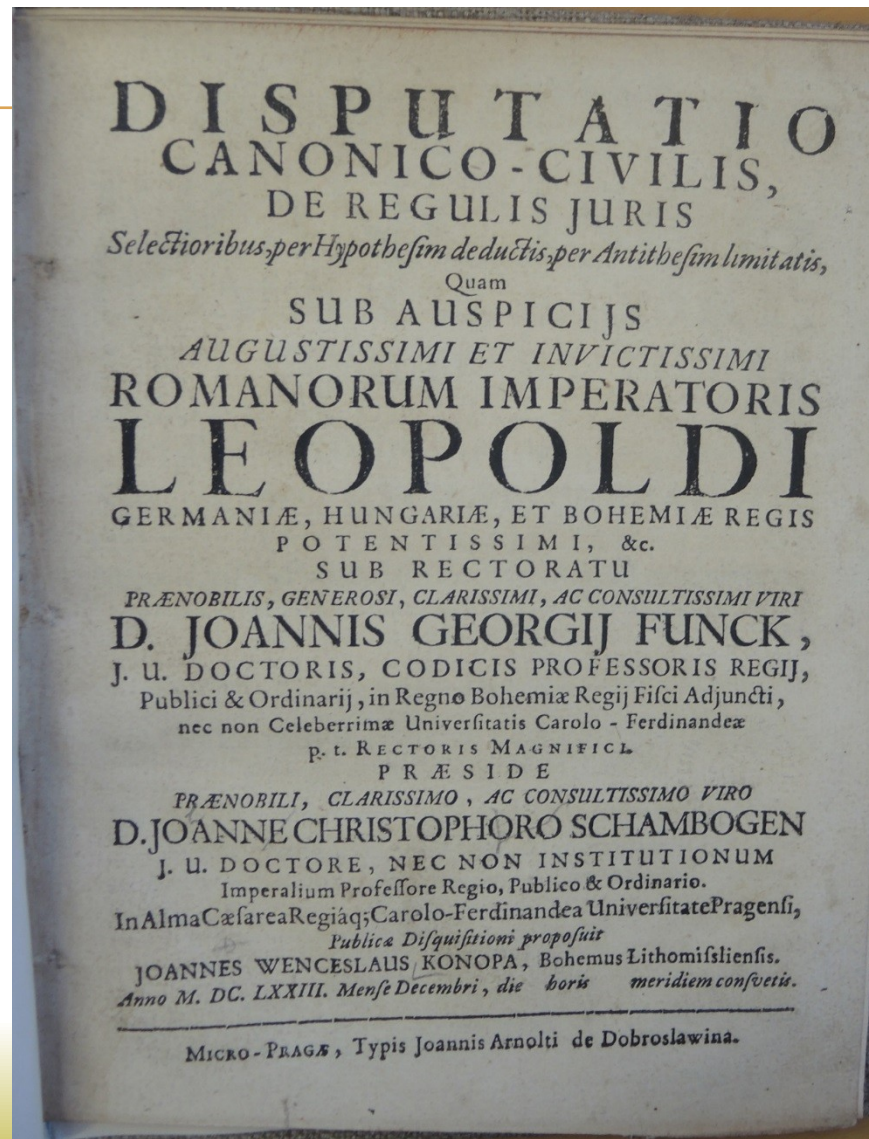 DISPUTATIO
CANONICO-CIVILIS,
DE REGULIS JURIS
Selectioribus, per Hypothesim deductis, per Antithesim limitatis,
Quam
SUB AUSPICIJS
AUGUSTISSIMI ET INVICTISSIMI
ROMANORUM IMPERATORIS
LEOPOLDI
GERMANIÆ, HUNGARIÆ, ET BOHEMIÆ REGIS
POTENTISSIMI, &c.
SUB RECTORATU
PRÆNOBILIS, GENEROSI, CLARISSIMI, AC CONSULTISSIMI VIRI
D. JOANNIS GEORGIJ FUNCK,
J. U. DOCTORIS, CODICIS PROFESSORIS REGIJ,
Publici & Ordinarij, in Regno Bohemiæ Regij Fiſci Adjuncti,
nec non Celeberrimæ Univerſitatis Carolo-Ferdinandeæ
p. t. RECTORIS MAGNIFICI.
PRÆSIDE
PRÆNOBILI, CLARISSIMO, AC CONSULTISSIMO VIRO
D. JOANNE CHRISTOPHORO SCHAMBOGEN
J. U. DOCTORE, NEC NON INSTITUTIONUM
Imperalium Profeſſore Regio, Publico & Ordinario.
In Alma Cæſarea Regiáq; Carolo-Ferdinandea Univerſitate Pragenſi,
Publicæ Diſquiſitioni propoſuit
JOANNES WENCESLAUS KONOPA, Bohemus Lithomiſslienſis.
Anno M. DC. LXXIII. Menſe Decembri, die horis meridiem conſvetis.
MICRO-PRAGÆ, Typis Joannis Arnolti de Dobroslawina.